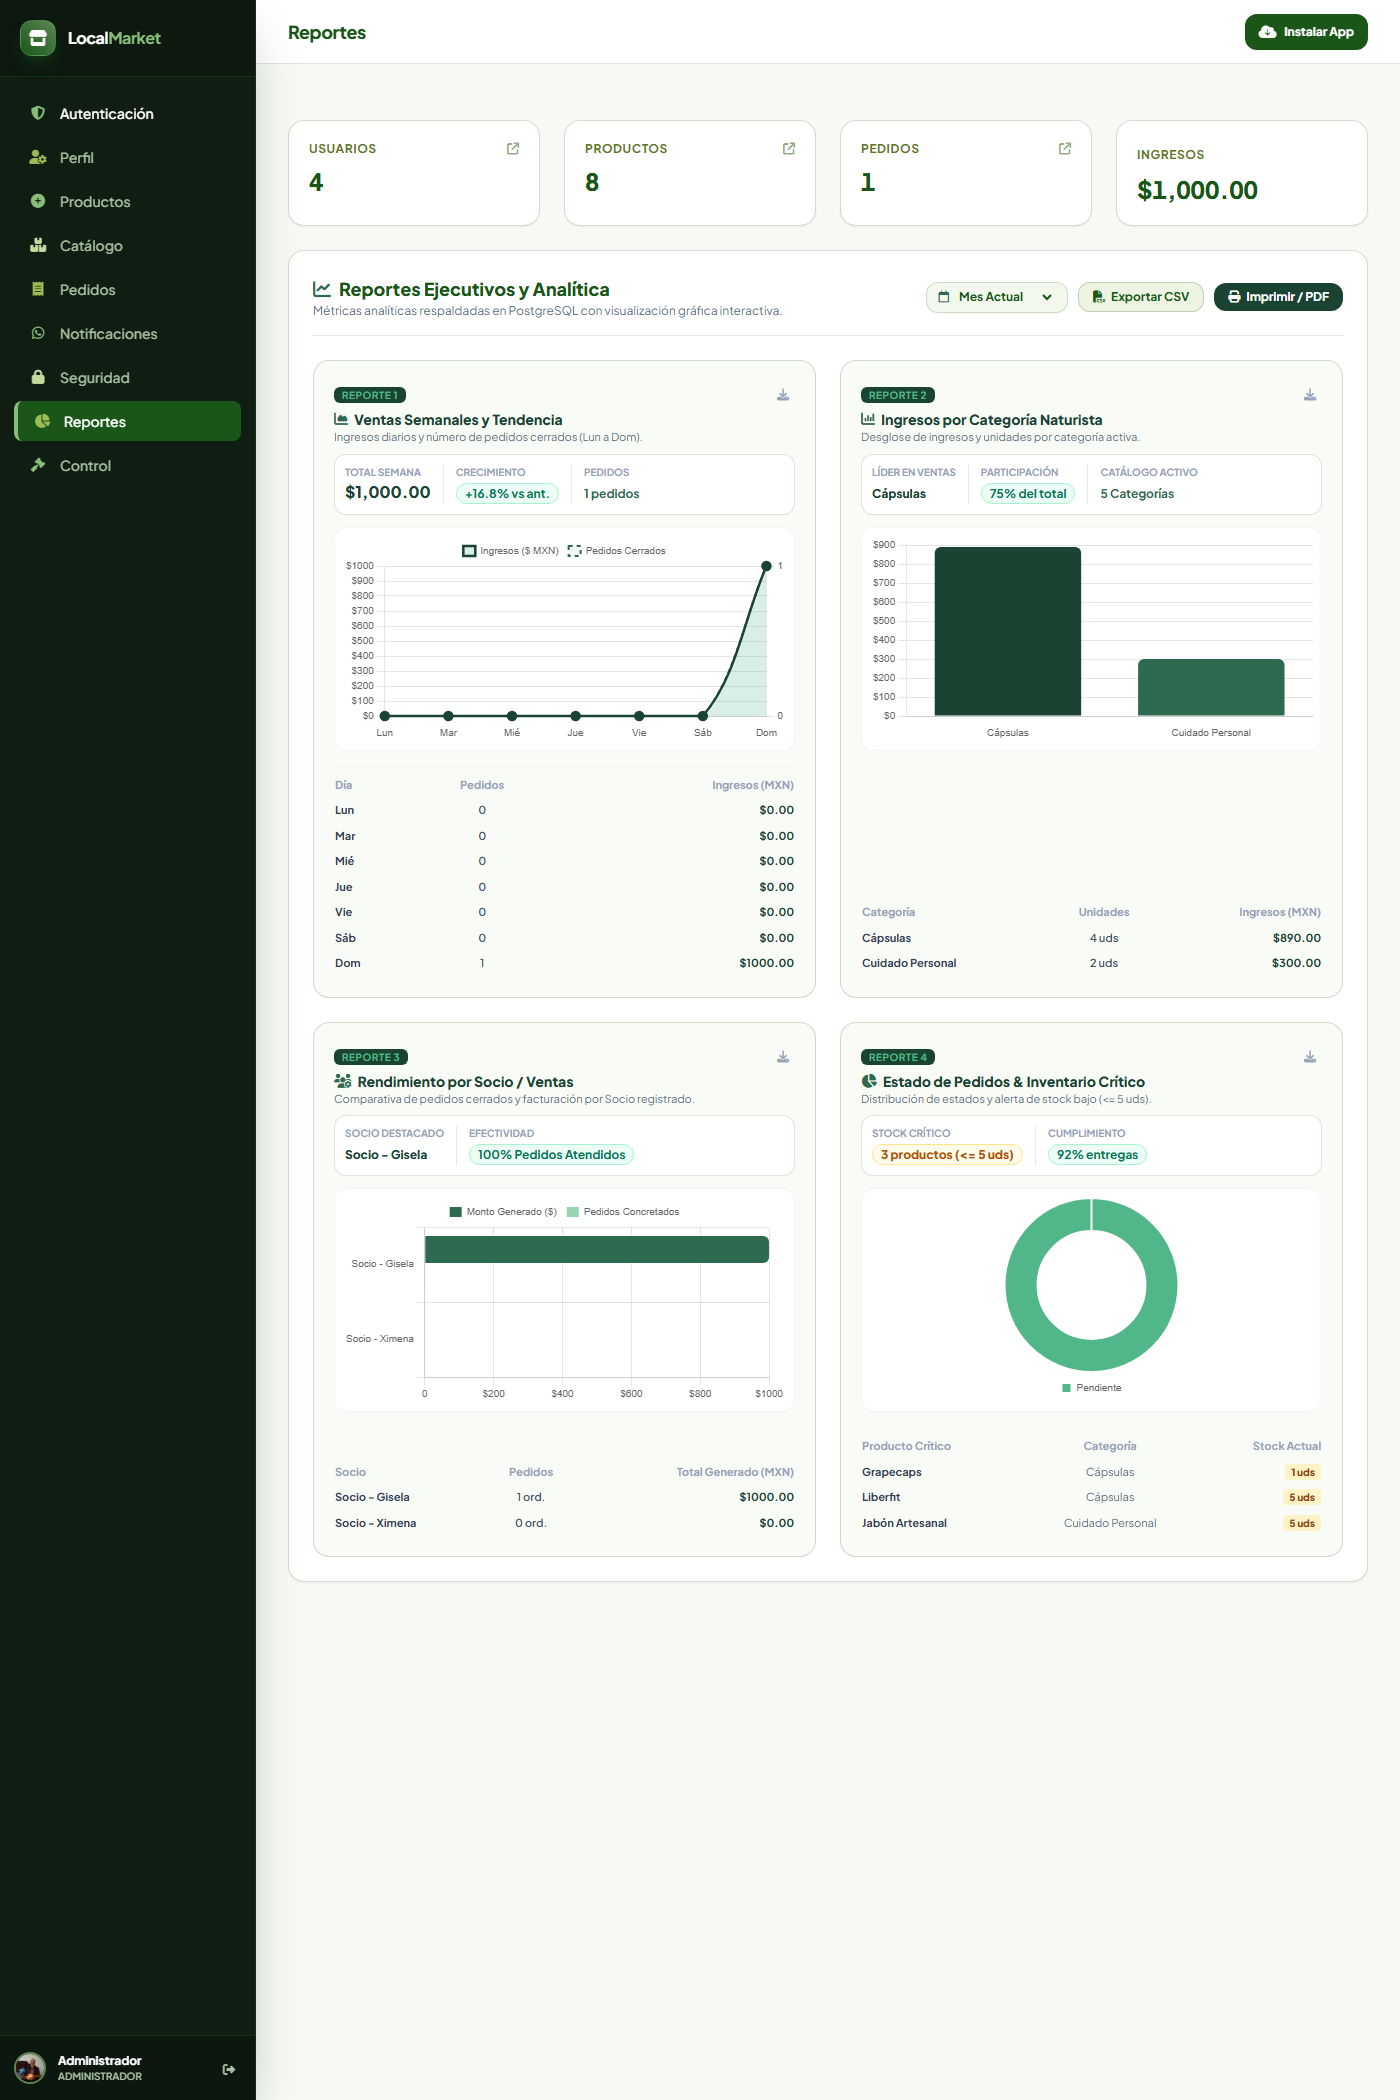 LocalMarket
Autenticación
Perfil
Productos
Catálogo
Pedidos
Notificaciones
Seguridad
Reportes
Control
Administrador
ADMINISTRADOR
Reportes
Instalar App
USUARIOS
4
PRODUCTOS
8
PEDIDOS
1
INGRESOS
$1,000.00
Reportes Ejecutivos y Analítica
Métricas analíticas respaldadas en PostgreSQL con visualización gráfica interactiva.
Mes Actual
Exportar CSV
Imprimir / PDF
REPORTE 1
Ventas Semanales y Tendencia
Ingresos diarios y número de pedidos cerrados (Lun a Dom).
TOTAL SEMANA CRECIMIENTO PEDIDOS
$1,000.00 +16.8% vs ant. 1 pedidos
Ingresos ($ MXN) Pedidos Cerrados
$1000 1
$900
$800
$700
$600
$500
$400
$300
$200
$100
$0 0
Lun Mar Mié Jue Vie Sáb Dom
Día Pedidos Ingresos (MXN)
Lun 0 $0.00
Mar 0 $0.00
Mié 0 $0.00
Jue 0 $0.00
Vie 0 $0.00
Sáb 0 $0.00
Dom 1 $1000.00
REPORTE 2
Ingresos por Categoría Naturista
Desglose de ingresos y unidades por categoría activa.
LÍDER EN VENTAS PARTICIPACIÓN CATÁLOGO ACTIVO
Cápsulas 75% del total 5 Categorías
$900
$800
$700
$600
$500
$400
$300
$200
$100
$0
Cápsulas Cuidado Personal
Categoría Unidades Ingresos (MXN)
Cápsulas 4 uds $890.00
Cuidado Personal 2 uds $300.00
REPORTE 3
Rendimiento por Socio / Ventas
Comparativa de pedidos cerrados y facturación por Socio registrado.
SOCIO DESTACADO EFECTIVIDAD
Socio - Gisela 100% Pedidos Atendidos
Monto Generado ($) Pedidos Concretados
Socio - Gisela
Socio - Ximena
0 $200 $400 $600 $800 $1000
Socio Pedidos Total Generado (MXN)
Socio - Gisela 1 ord. $1000.00
Socio - Ximena 0 ord. $0.00
REPORTE 4
Estado de Pedidos & Inventario Crítico
Distribución de estados y alerta de stock bajo (<= 5 uds).
STOCK CRÍTICO CUMPLIMIENTO
3 productos (<= 5 uds) 92% entregas
Pendiente
Producto Crítico Categoría Stock Actual
Grapecaps Cápsulas 1 uds
Liberfit Cápsulas 5 uds
Jabón Artesanal Cuidado Personal 5 uds